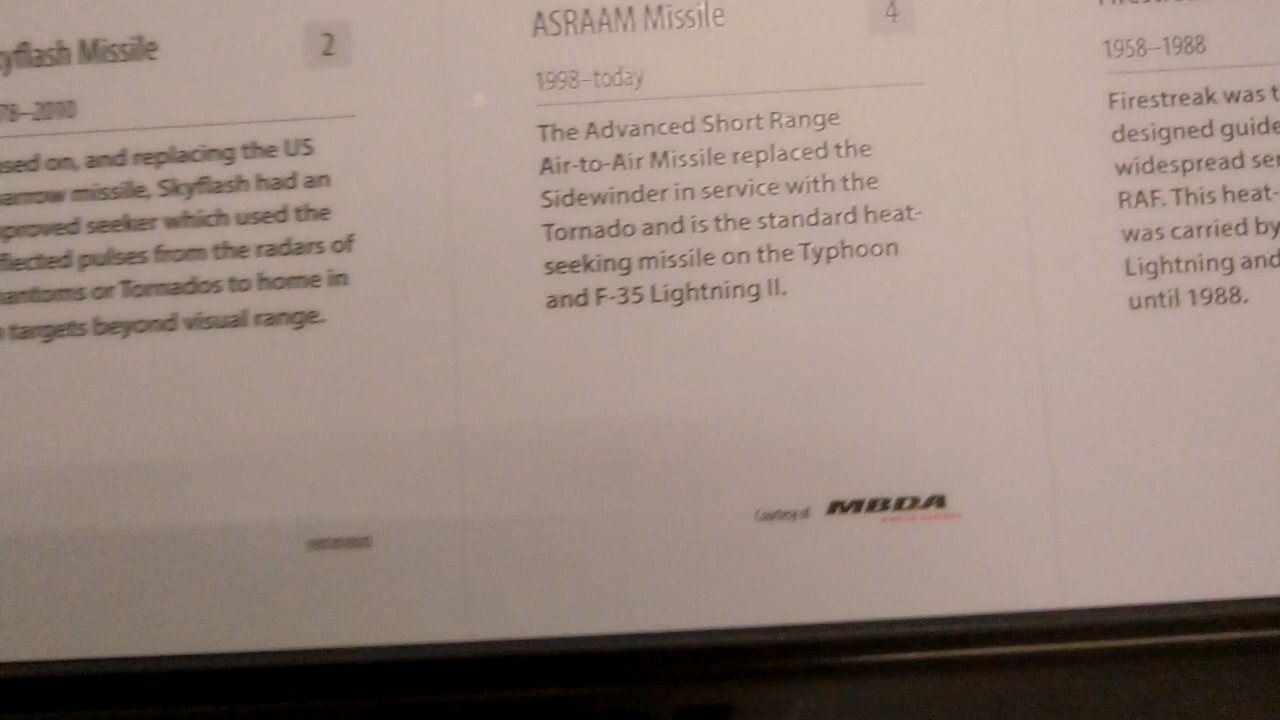 yflash Missile
2
78–2010
sed on, and replacing the US
arrow missile, Skyflash had an
proved seeker which used the
flected pulses from the radars of
hantoms or Tornados to home in
targets beyond visual range.
ASRAAM Missile
4
1998–today
The Advanced Short Range
Air-to-Air Missile replaced the
Sidewinder in service with the
Tornado and is the standard heat-
seeking missile on the Typhoon
and F-35 Lightning II.
Courtesy of MBDA
1958–1988
Firestreak was t
designed guide
widespread ser
RAF. This heat-
was carried by
Lightning and
until 1988.